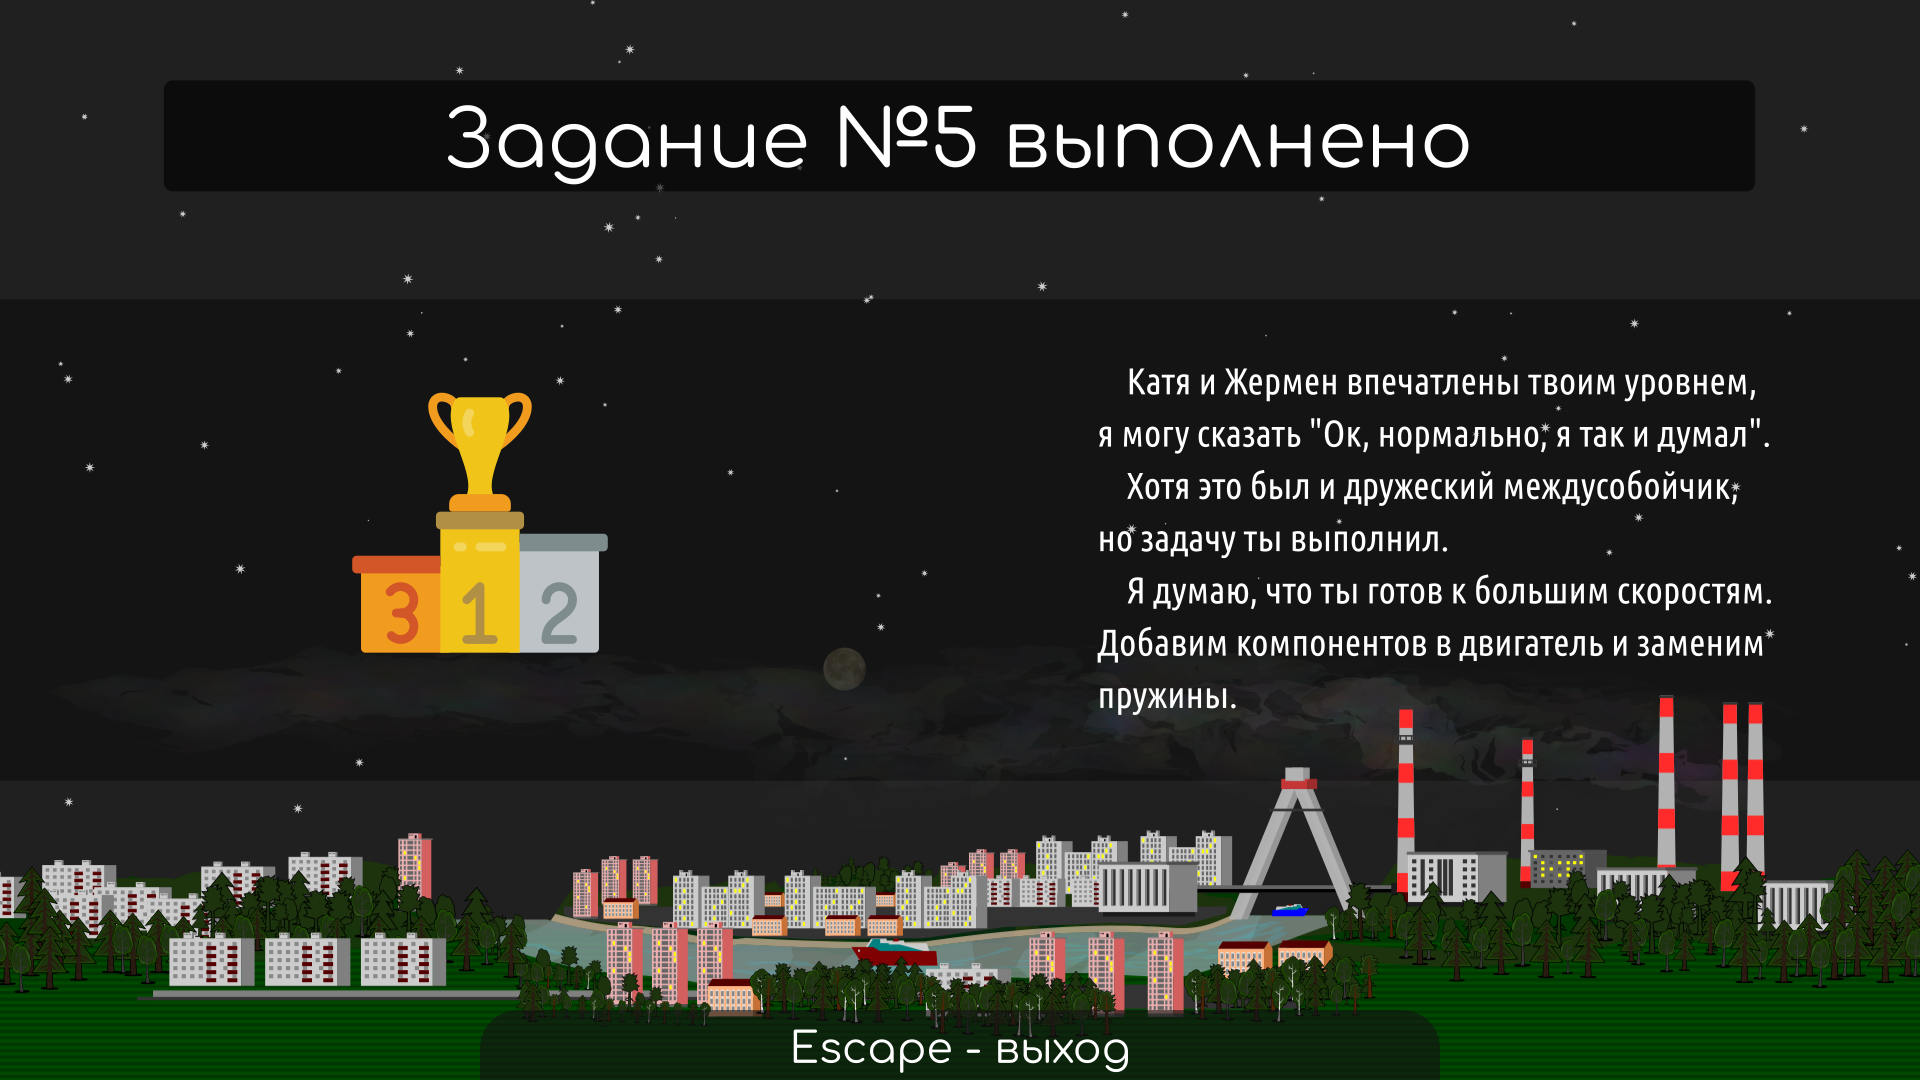 Задание №5 выполнено
3 1 2
Катя и Жермен впечатлены твоим уровнем,
я могу сказать "Ок, нормально, я так и думал".
Хотя это был и дружеский междусобойчик,
но задачу ты выполнил.
Я думаю, что ты готов к большим скоростям.
Добавим компонентов в двигатель и заменим
пружины.
Escape - выход